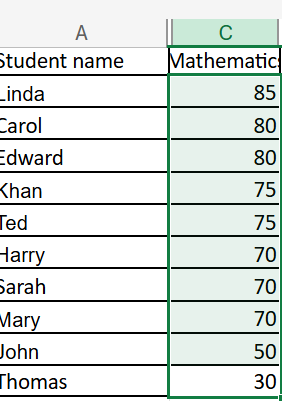 A C
Student name Mathematics
Linda 85
Carol 80
Edward 80
Khan 75
Ted 75
Harry 70
Sarah 70
Mary 70
John 50
Thomas 30